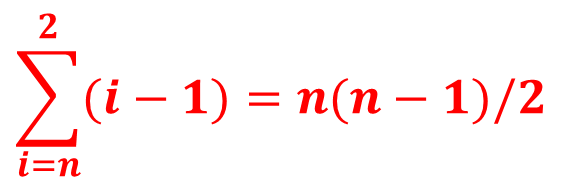 2
∑(i − 1) = n(n − 1)/2
i=n